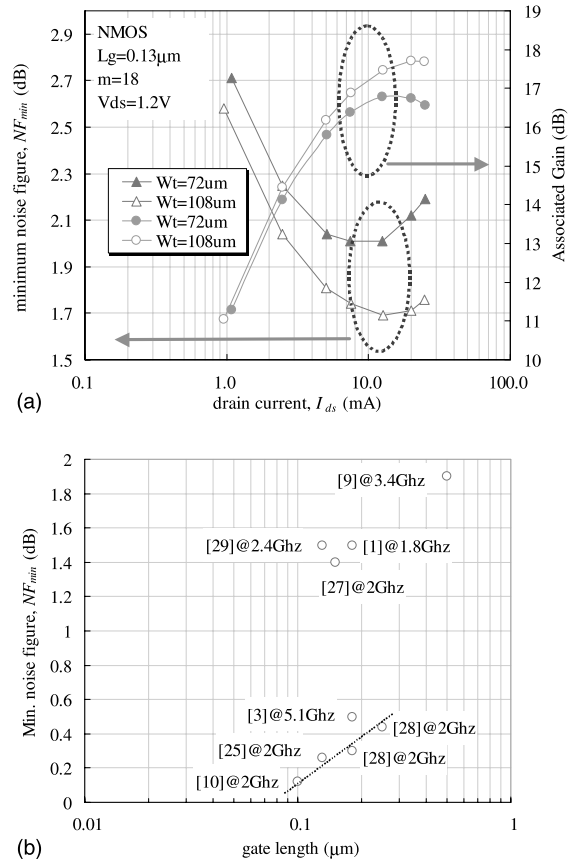 NMOS
Lg=0.13μm
m=18
Vds=1.2V
minimum noise figure, NFmin (dB)
2.9
2.7
2.5
2.3
2.1
1.9
1.7
1.5
Wt=72um
Wt=108um
Wt=72um
Wt=108um
19
18
17
16
15
14
13
12
11
10
Associated Gain (dB)
0.1 1.0 10.0 100.0
drain current, Ids (mA)
(a)
Min. noise figure, NFmin (dB)
2
1.8
1.6
1.4
1.2
1
0.8
0.6
0.4
0.2
0
[9]@3.4Ghz
[29]@2.4Ghz
[1]@1.8Ghz
[27]@2Ghz
[3]@5.1Ghz
[28]@2Ghz
[25]@2Ghz
[28]@2Ghz
[10]@2Ghz
0.01 0.1 1
gate length (μm)
(b)